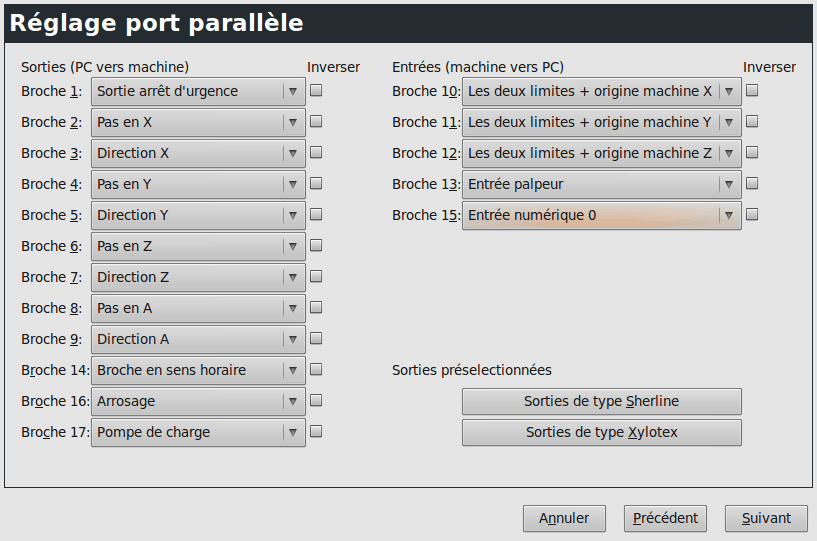 Réglage port parallèle
Sorties (PC vers machine) Inverser
Broche 1: Sortie arrêt d'urgence
Broche 2: Pas en X
Broche 3: Direction X
Broche 4: Pas en Y
Broche 5: Direction Y
Broche 6: Pas en Z
Broche 7: Direction Z
Broche 8: Pas en A
Broche 9: Direction A
Broche 14: Broche en sens horaire
Broche 16: Arrosage
Broche 17: Pompe de charge
Entrées (machine vers PC) Inverser
Broche 10: Les deux limites + origine machine X
Broche 11: Les deux limites + origine machine Y
Broche 12: Les deux limites + origine machine Z
Broche 13: Entrée palpeur
Broche 15: Entrée numérique 0
Sorties préselectionnées
Sorties de type Sherline
Sorties de type Xylotex
Annuler Précédent Suivant